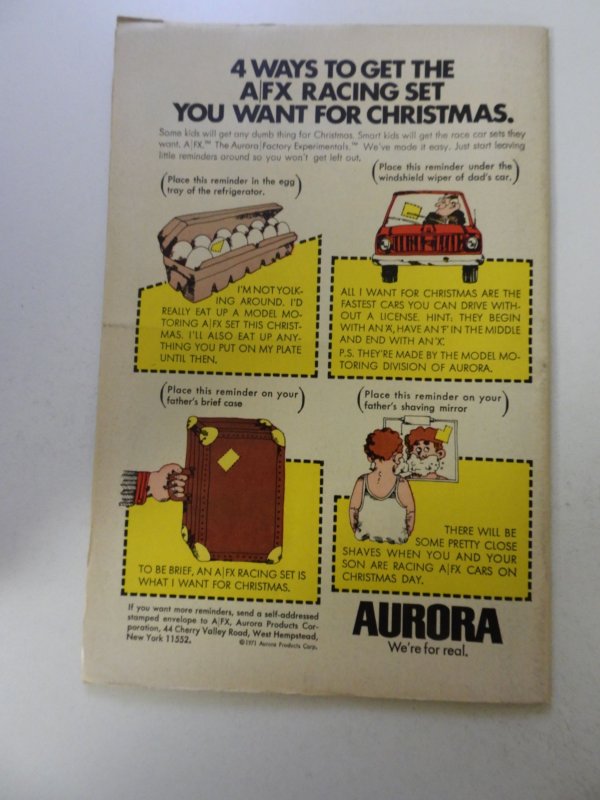 4 WAYS TO GET THE
A|FX RACING SET
YOU WANT FOR CHRISTMAS.
Some kids will get any dumb thing for Christmas. Smart kids will get the race car sets they
want, A|FX.™ The Aurora|Factory Experimentals.™ We've made it easy. Just start leaving
little reminders around so you won't get left out.
(Place this reminder in the egg
tray of the refrigerator.)
(Place this reminder under the
windshield wiper of dad's car.)
I'M NOT YOLK-
ING AROUND. I'D
REALLY EAT UP A MODEL MO-
TORING A|FX SET THIS CHRIST-
MAS. I'LL ALSO EAT UP ANY-
THING YOU PUT ON MY PLATE
UNTIL THEN.
ALL I WANT FOR CHRISTMAS ARE THE
FASTEST CARS YOU CAN DRIVE WITH-
OUT A LICENSE. HINT: THEY BEGIN
WITH AN 'A', HAVE AN 'F' IN THE MIDDLE
AND END WITH AN 'X'.
P.S. THEY'RE MADE BY THE MODEL MO-
TORING DIVISION OF AURORA.
(Place this reminder on your
father's brief case)
(Place this reminder on your
father's shaving mirror)
TO BE BRIEF, AN A|FX RACING SET IS
WHAT I WANT FOR CHRISTMAS.
THERE WILL BE
SOME PRETTY CLOSE
SHAVES WHEN YOU AND YOUR
SON ARE RACING A|FX CARS ON
CHRISTMAS DAY.
If you want more reminders, send a self-addressed
stamped envelope to A|FX, Aurora Products Cor-
poration, 44 Cherry Valley Road, West Hempstead,
New York 11552.
©1971 Aurora Products Corp.
AURORA
We're for real.